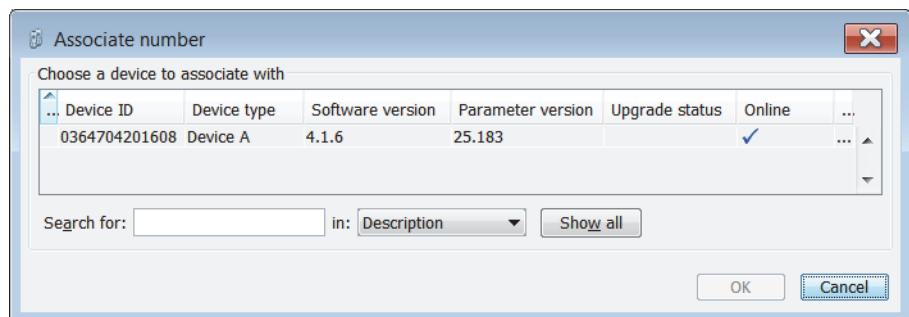 Associate number
Choose a device to associate with
... Device ID Device type Software version Parameter version Upgrade status Online ...
0364704201608 Device A 4.1.6 25.183 ...
Search for: in: Description Show all
OK Cancel